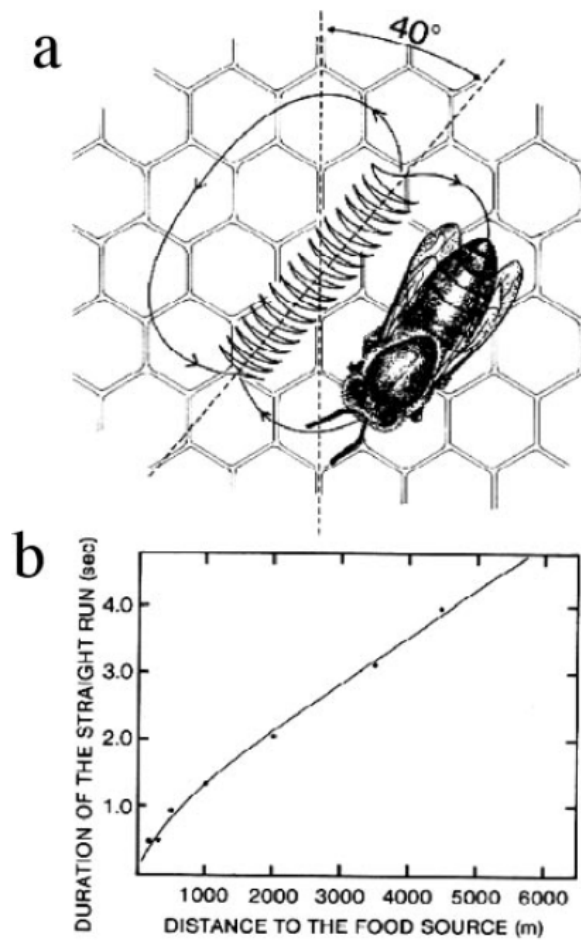 a
40°
b
DURATION OF THE STRAIGHT RUN (sec)
4.0
3.0
2.0
1.0
1000 2000 3000 4000 5000 6000
DISTANCE TO THE FOOD SOURCE (m)